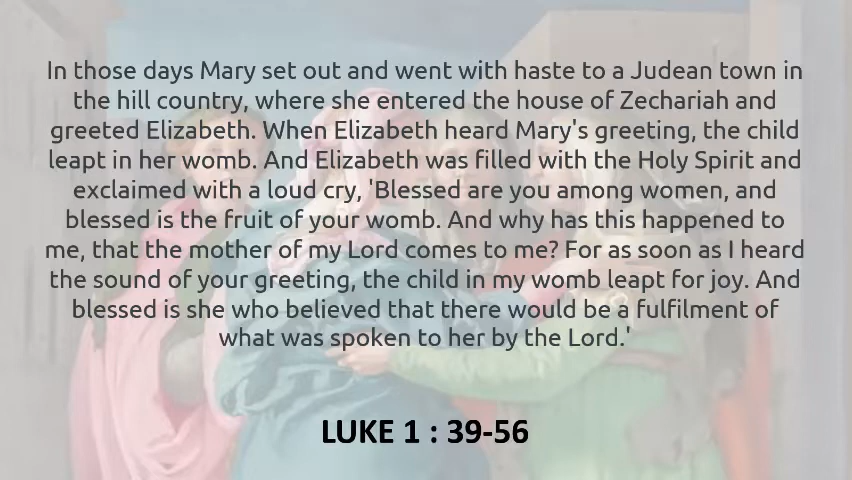 In those days Mary set out and went with haste to a Judean town in
the hill country, where she entered the house of Zechariah and
greeted Elizabeth. When Elizabeth heard Mary's greeting, the child
leapt in her womb. And Elizabeth was filled with the Holy Spirit and
exclaimed with a loud cry, 'Blessed are you among women, and
blessed is the fruit of your womb. And why has this happened to
me, that the mother of my Lord comes to me? For as soon as I heard
the sound of your greeting, the child in my womb leapt for joy. And
blessed is she who believed that there would be a fulfilment of
what was spoken to her by the Lord.'
LUKE 1 : 39-56